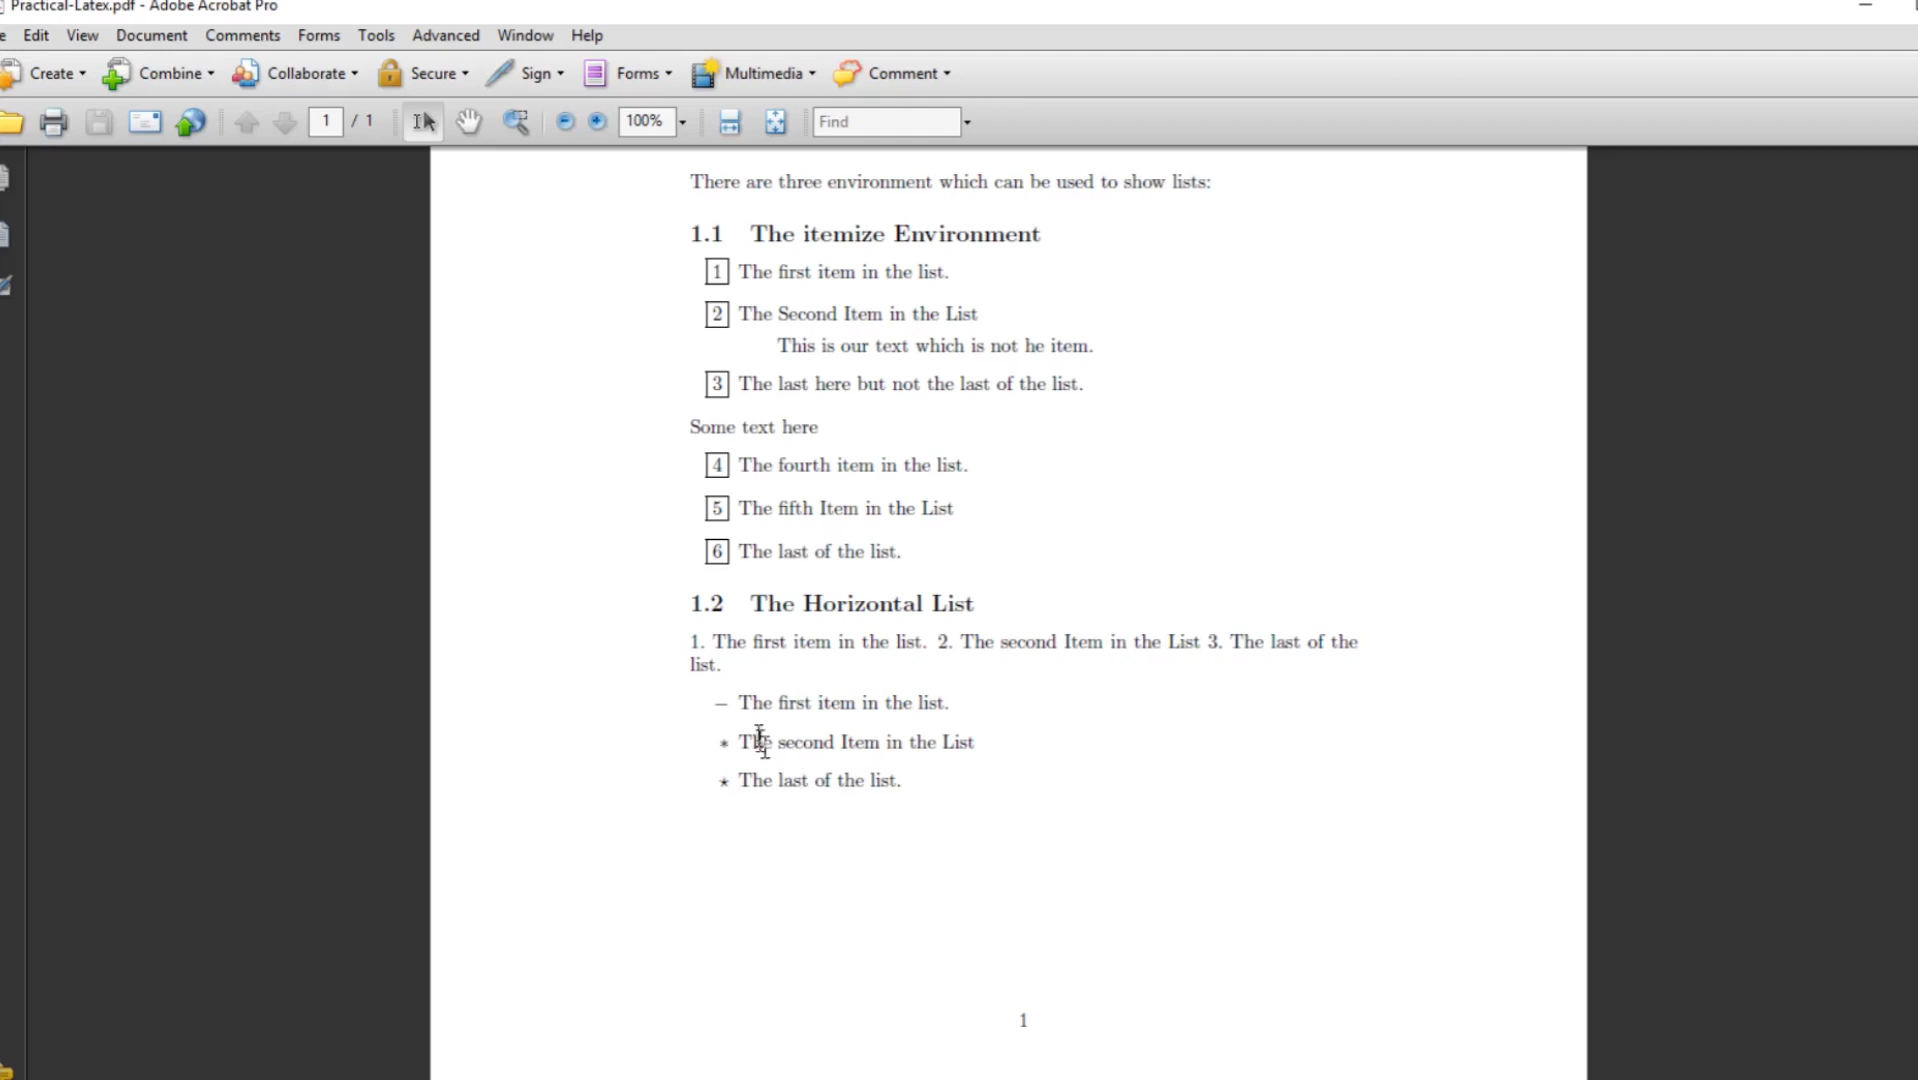 Practical-Latex.pdf - Adobe Acrobat Pro
Edit View Document Comments Forms Tools Advanced Window Help
Create Combine Collaborate Secure Sign Forms Multimedia Comment
1 / 1 100% Find
There are three environment which can be used to show lists:
1.1 The itemize Environment
1 The first item in the list.
2 The Second Item in the List
This is our text which is not he item.
3 The last here but not the last of the list.
Some text here
4 The fourth item in the list.
5 The fifth Item in the List
6 The last of the list.
1.2 The Horizontal List
1. The first item in the list. 2. The second Item in the List 3. The last of the
list.
– The first item in the list.
* The second Item in the List
⋆ The last of the list.
1